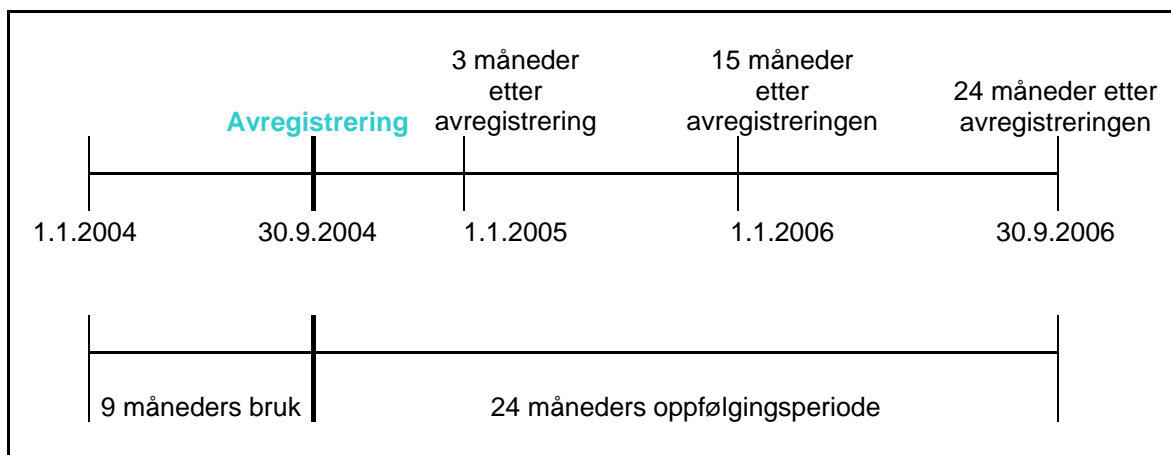 3 måneder
etter
avregistrering
15 måneder
etter
avregistreringen
24 måneder etter
avregistreringen
Avregistrering
1.1.2004
30.9.2004
1.1.2005
1.1.2006
30.9.2006
9 måneders bruk
24 måneders oppfølgingsperiode